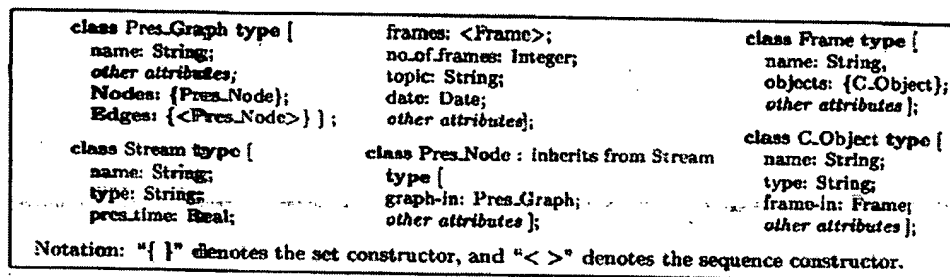 class Pres_Graph type [
name: String;
other attributes;
Nodes: {Pres_Node};
Edges: {<Pres_Node>} ] ;
class Stream type [
name: String;
type: String;
pres_time: Real;
frames: <Frame>;
no_of_frames: Integer;
topic: String;
date: Date;
other attributes];
class Pres_Node : inherits from Stream
type [
graph-in: Pres_Graph;
other attributes ];
class Frame type [
name: String,
objects: {C_Object};
other attributes ];
class C_Object type [
name: String;
type: String;
frame-in: Frame;
other attributes ];
Notation: "{ }" denotes the set constructor, and "< >" denotes the sequence constructor.